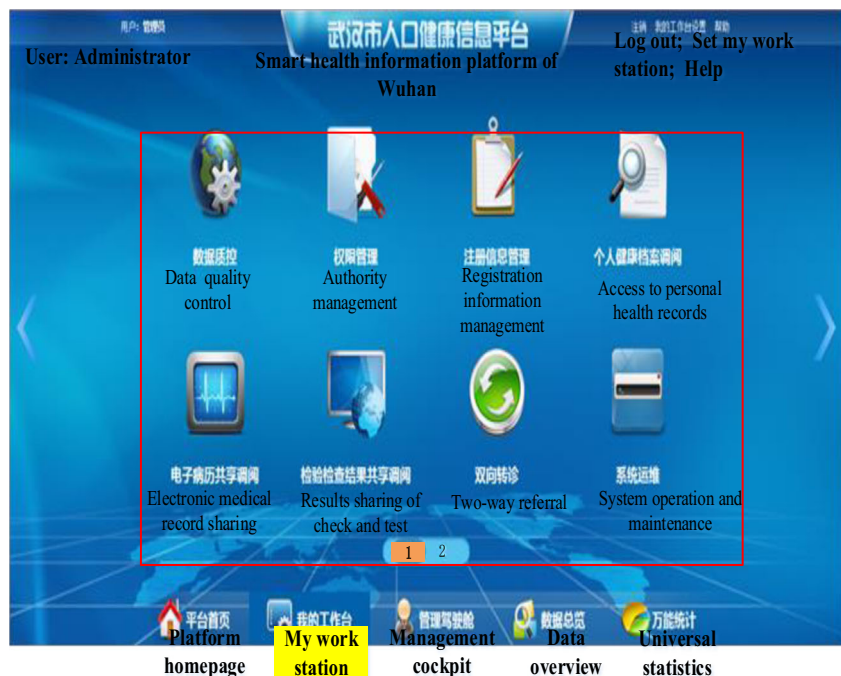 用户: 管理员
武汉市人口健康信息平台
注销 我的工作台设置 帮助
User: Administrator
Smart health information platform of
Wuhan
Log out; Set my work
station; Help
数据质控
权限管理
注册信息管理
个人健康档案调阅
Data quality
control
Authority
management
Registration
information
management
Access to personal
health records
电子病历共享调阅
检验检查结果共享调阅
双向转诊
系统运维
Electronic medical
record sharing
Results sharing of
check and test
Two-way referral
System operation and
maintenance
1 2
平台首页
我的工作台
管理驾驶舱
数据总览
万能统计
Platform
homepage
My work
station
Management
cockpit
Data
overview
Universal
statistics